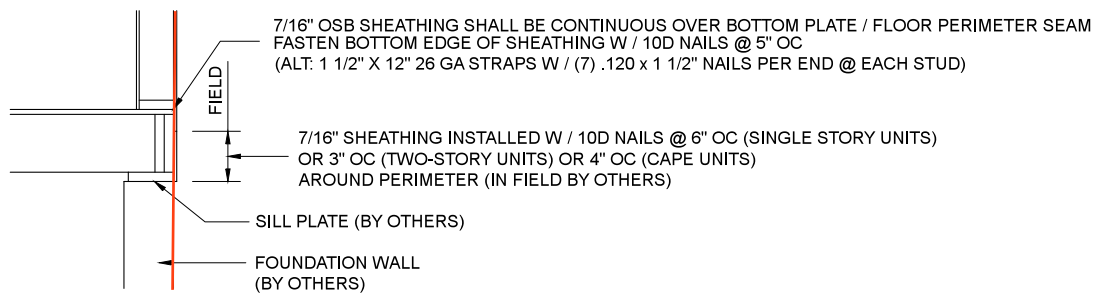 7/16" OSB SHEATHING SHALL BE CONTINUOUS OVER BOTTOM PLATE / FLOOR PERIMETER SEAM
FASTEN BOTTOM EDGE OF SHEATHING W / 10D NAILS @ 5" OC
(ALT: 1 1/2" X 12" 26 GA STRAPS W / (7) .120 x 1 1/2" NAILS PER END @ EACH STUD)
FIELD
7/16" SHEATHING INSTALLED W / 10D NAILS @ 6" OC (SINGLE STORY UNITS)
OR 3" OC (TWO-STORY UNITS) OR 4" OC (CAPE UNITS)
AROUND PERIMETER (IN FIELD BY OTHERS)
SILL PLATE (BY OTHERS)
FOUNDATION WALL
(BY OTHERS)